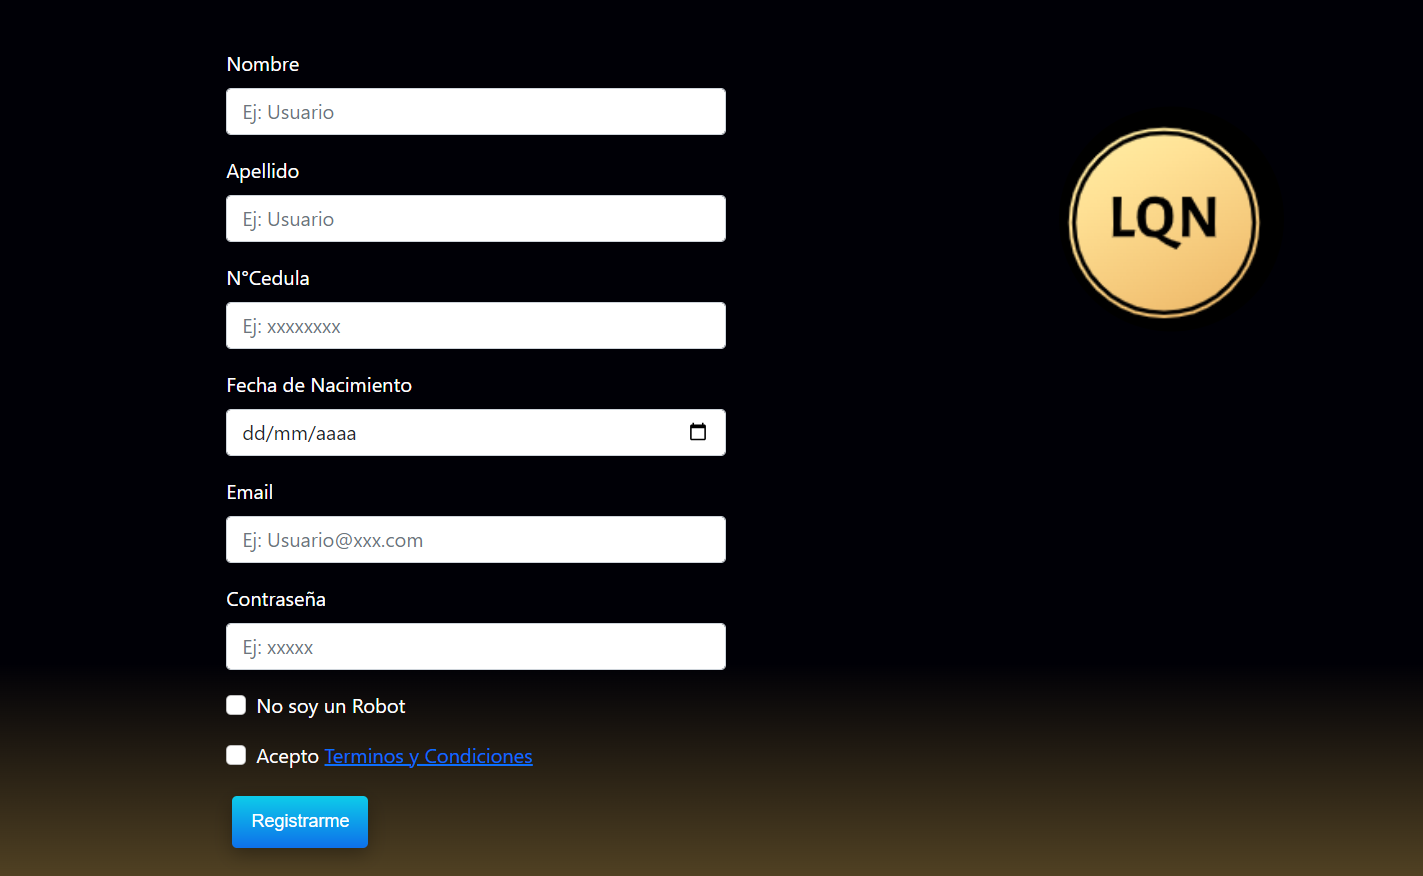 Nombre
Ej: Usuario
Apellido
Ej: Usuario
N°Cedula
Ej: xxxxxxxx
Fecha de Nacimiento
dd/mm/aaaa
Email
Ej: Usuario@xxx.com
Contraseña
Ej: xxxxx
No soy un Robot
Acepto Terminos y Condiciones
Registrarme
LQN